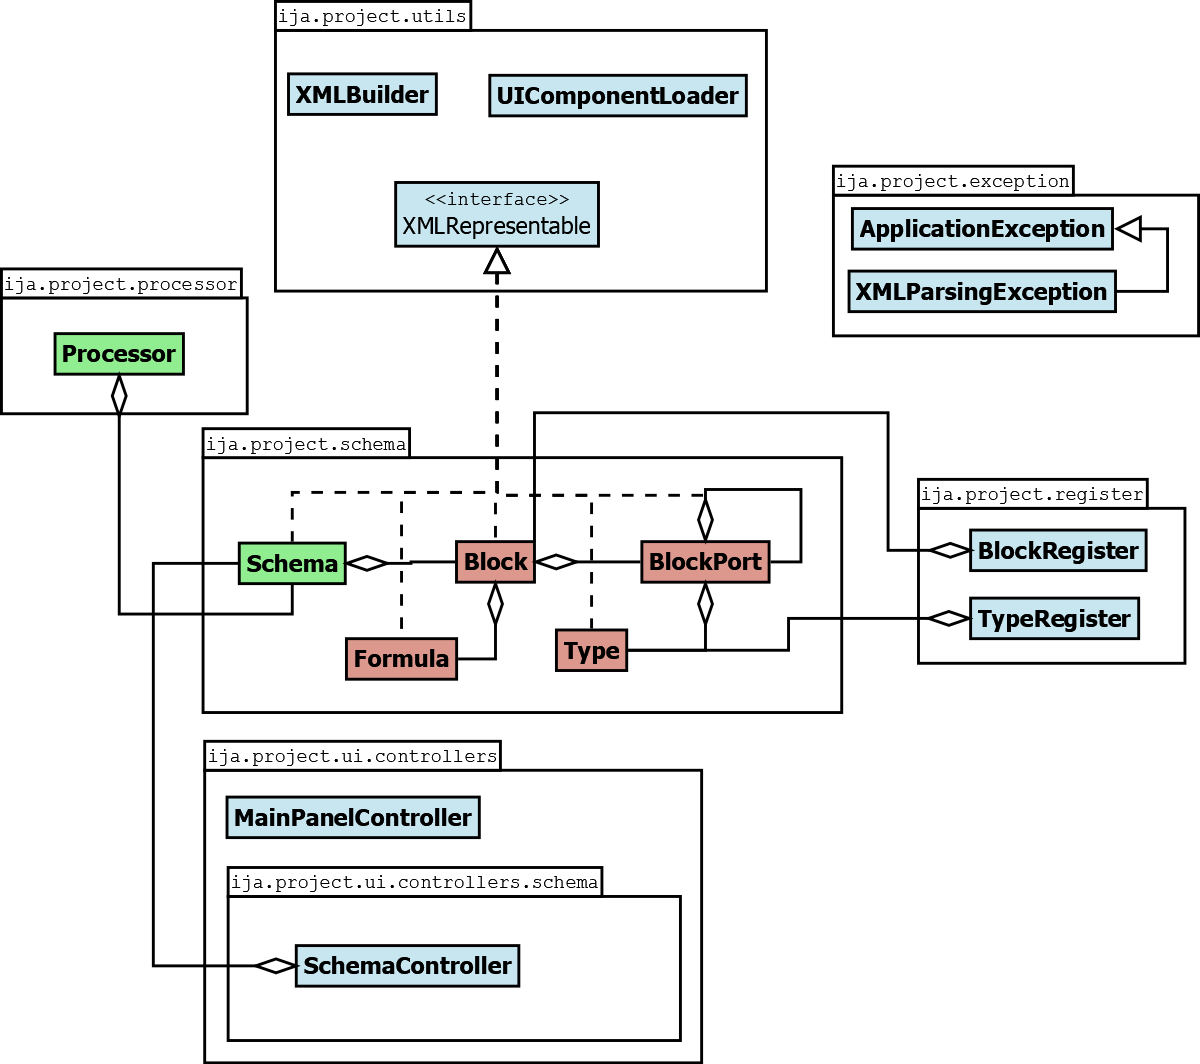 ija.project.utils
XMLBuilder
UIComponentLoader
<<interface>>
XMLRepresentable
ija.project.exception
ApplicationException
XMLParsingException
ija.project.processor
Processor
ija.project.schema
Schema
Block
BlockPort
Formula
Type
ija.project.register
BlockRegister
TypeRegister
ija.project.ui.controllers
MainPanelController
ija.project.ui.controllers.schema
SchemaController